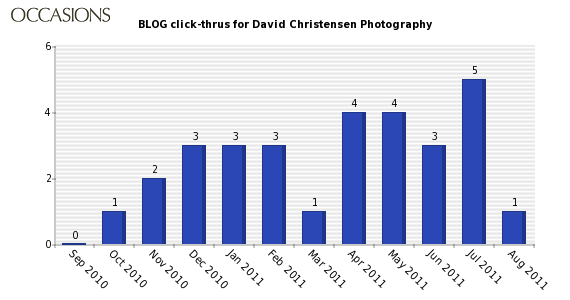 OCCASIONS
BLOG click-thrus for David Christensen Photography
6
4
2
0
0
1
2
3
3
3
1
4
4
3
5
1
Sep 2010
Oct 2010
Nov 2010
Dec 2010
Jan 2011
Feb 2011
Mar 2011
Apr 2011
May 2011
Jun 2011
Jul 2011
Aug 2011